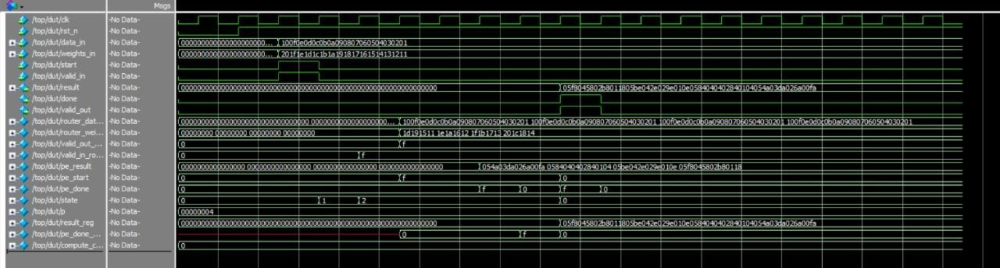 Msgs
/top/dut/clk -No Data-
/top/dut/rst_n -No Data-
/top/dut/data_in -No Data- 000000000000000000000... 100f0e0d0c0b0a090807060504030201
/top/dut/weights_in -No Data- 000000000000000000000... 201f1e1d1c1b1a191817161514131211
/top/dut/start -No Data-
/top/dut/valid_in -No Data-
/top/dut/result -No Data- 0000000000000000000000000000000000000000000000000000000000000000 05f8045802b8011805be042e029e010e0584040402840104054a03da026a00fa
/top/dut/done -No Data-
/top/dut/valid_out -No Data-
/top/dut/router_dat... -No Data- 00000000000000000000000000000000 0000000000000000... 100f0e0d0c0b0a090807060504030201 100f0e0d0c0b0a090807060504030201 100f0e0d0c0b0a090807060504030201 100f0e0d0c0b0a090807060504030201
/top/dut/router_wei... -No Data- 00000000 00000000 00000000 00000000 1d191511 1e1a1612 1f1b1713 201c1814
/top/dut/valid_out_... -No Data- 0 f
/top/dut/valid_in_ro... -No Data- 0 f
/top/dut/pe_result -No Data- 0000000000000000 0000000000000000 0000000000000000 0000000000000000 054a03da026a00fa 0584040402840104 05be042e029e010e 05f8045802b80118
/top/dut/pe_start -No Data- 0 f 0
/top/dut/pe_done -No Data- 0 f 0 f 0
/top/dut/state -No Data- 0 1 2 0
/top/dut/p -No Data- 00000004
/top/dut/result_reg -No Data- 0000000000000000000000000000000000000000000000000000000000000000 05f8045802b8011805be042e029e010e0584040402840104054a03da026a00fa
/top/dut/pe_done_... -No Data- 0 f 0
/top/dut/compute_c... -No Data- 0